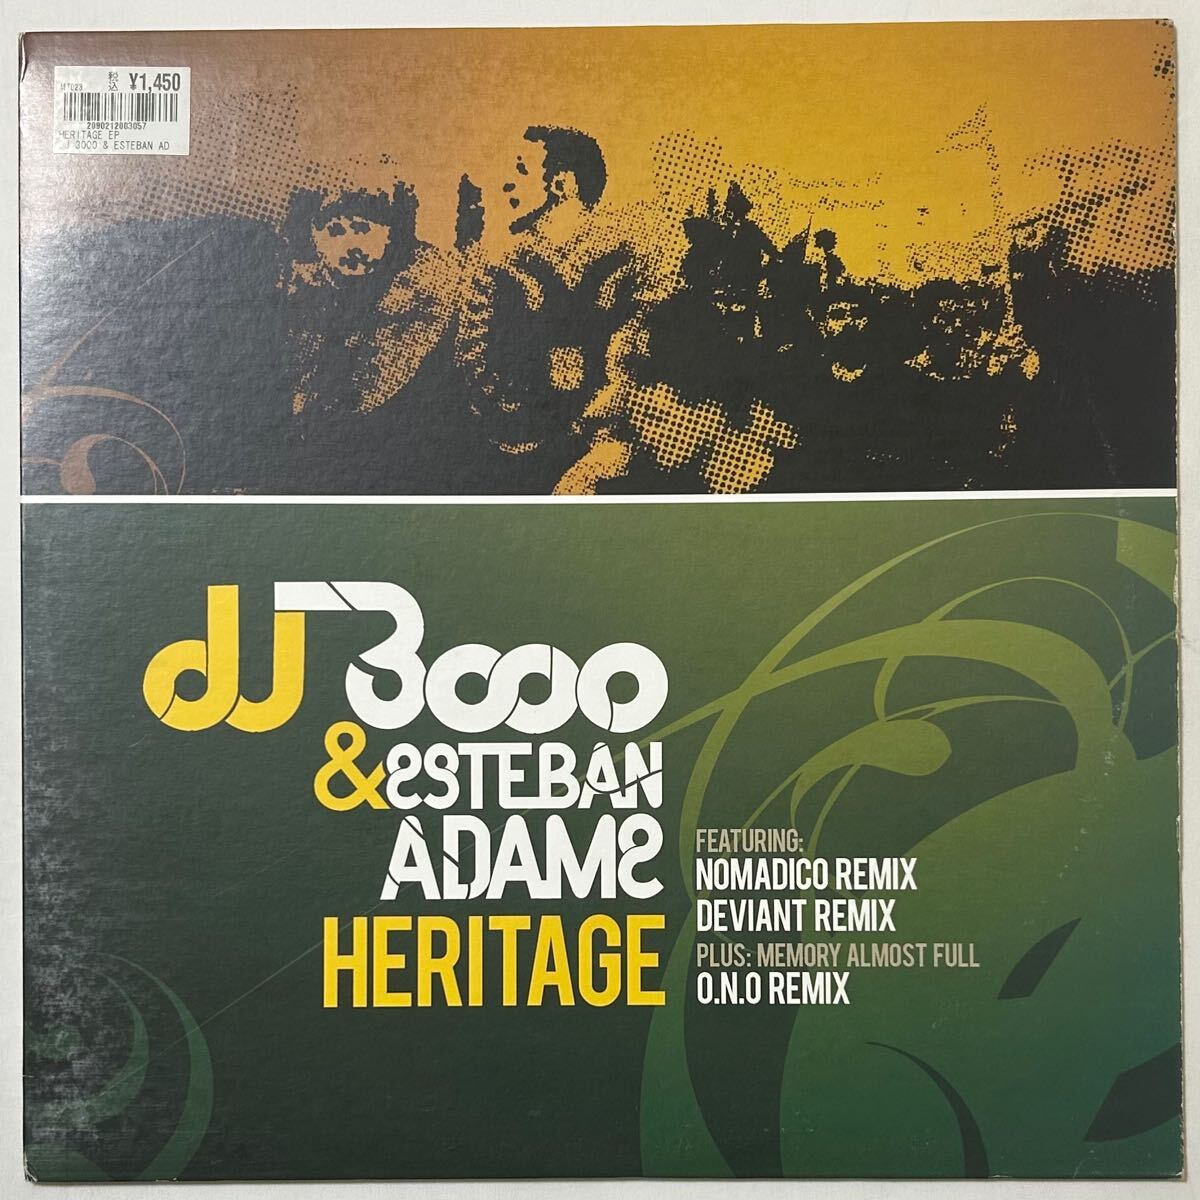 MT023 税込 ¥1,450
2090212003057
HERITAGE EP
DJ 3000 & ESTEBAN AD
dJ 3000
& ESTEBAN
ADAMS
HERITAGE
FEATURING:
NOMADICO REMIX
DEVIANT REMIX
PLUS: MEMORY ALMOST FULL
O.N.O REMIX